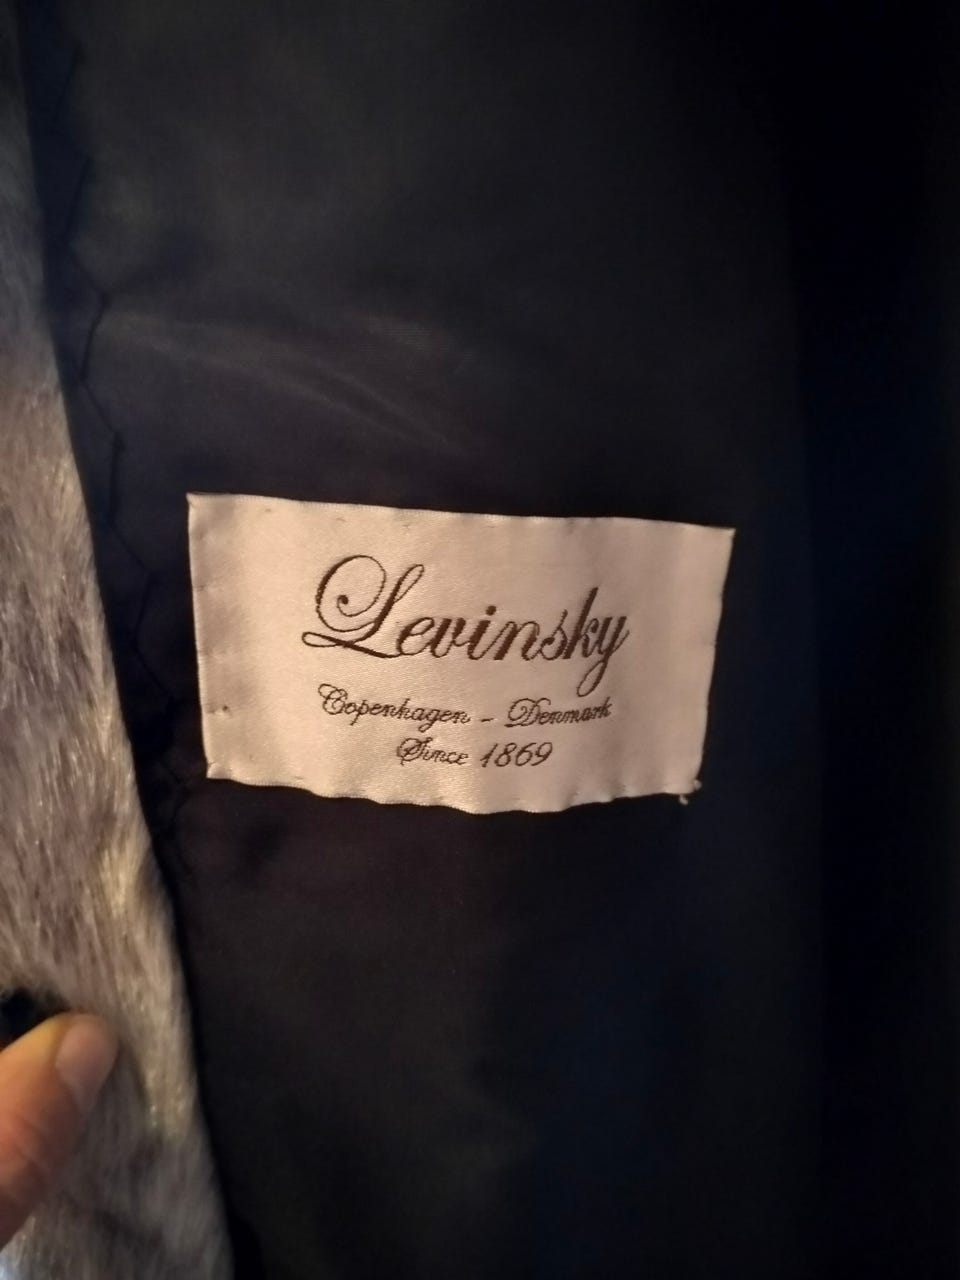 Levinsky
Copenhagen - Denmark
Since 1869